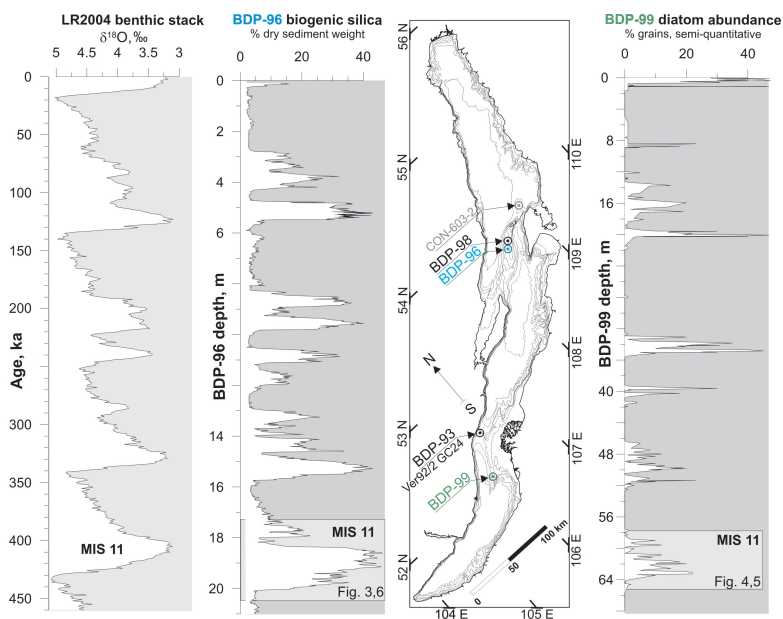 LR2004 benthic stack
δ18O, ‰
5 4.5 4 3.5 3
0
50
100
150
200
250
300
350
400
450
Age, ka
MIS 11
BDP-96 biogenic silica
% dry sediment weight
0 10 20 30 40
0
2
4
6
14
18
20
BDP-96 depth, m
MIS 11
Fig. 3,6
56 N
55 N
54 N
53 N
52 N
110 E
109 E
108 E
107 E
106 E
104 E
105 E
CON-603-2
BDP-98
BDP-96
N
S
BDP-93
Ver92/2 GC24
BDP-99
0
50
100 km
BDP-99 diatom abundance
% grains, semi-quantitative
0 20 40
0
8
16
40
48
56
64
BDP-99 depth, m
MIS 11
Fig. 4,5